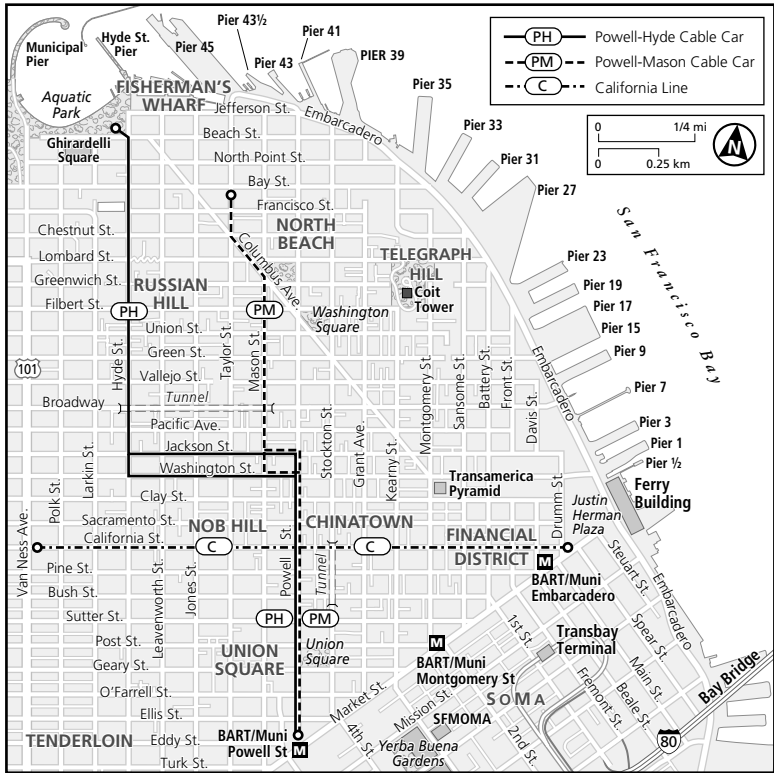 Municipal
Pier
Hyde St.
Pier
Pier 45
Pier 43½
Pier 43
Pier 41
PIER 39
Pier 35
Pier 33
Pier 31
Pier 27
PH Powell-Hyde Cable Car
PM Powell-Mason Cable Car
C California Line
0 1/4 mi
0 0.25 km
N
Aquatic
Park
FISHERMAN'S
WHARF
Ghirardelli
Square
Jefferson St.
Embarcadero
Beach St.
North Point St.
Bay St.
Francisco St.
Chestnut St.
Lombard St.
Greenwich St.
Filbert St.
NORTH
BEACH
Columbus Ave.
TELEGRAPH
HILL
Coit
Tower
RUSSIAN
HILL
PH
PM
Washington
Square
San Francisco Bay
Pier 23
Pier 19
Pier 17
Pier 15
Pier 9
Pier 7
Pier 3
Pier 1
Pier ½
Ferry
Building
Embarcadero
101
Union St.
Green St.
Vallejo St.
Broadway
Tunnel
Pacific Ave.
Jackson St.
Washington St.
Clay St.
Sacramento St.
California St.
Hyde St.
Taylor St.
Mason St.
Stockton St.
Grant Ave.
Kearny St.
Montgomery St.
Sansome St.
Battery St.
Front St.
Davis St.
Drumm St.
Van Ness Ave.
Polk St.
Larkin St.
Leavenworth St.
Jones St.
Powell St.
Tunnel
Transamerica
Pyramid
Justin
Herman
Plaza
NOB HILL
CHINATOWN
FINANCIAL
DISTRICT
C
C
M
BART/Muni
Embarcadero
Pine St.
Bush St.
Sutter St.
Post St.
Geary St.
O'Farrell St.
Ellis St.
Eddy St.
Turk St.
PH
PM
UNION
SQUARE
Union
Square
M
BART/Muni
Montgomery St
Steuart St.
Embarcadero
Spear St.
Main St.
Beale St.
Fremont St.
1st St.
2nd St.
4th St.
Market St.
Mission St.
Transbay
Terminal
SOMA
SFMOMA
Yerba Buena
Gardens
Bay Bridge
80
TENDERLOIN
BART/Muni
Powell St
M